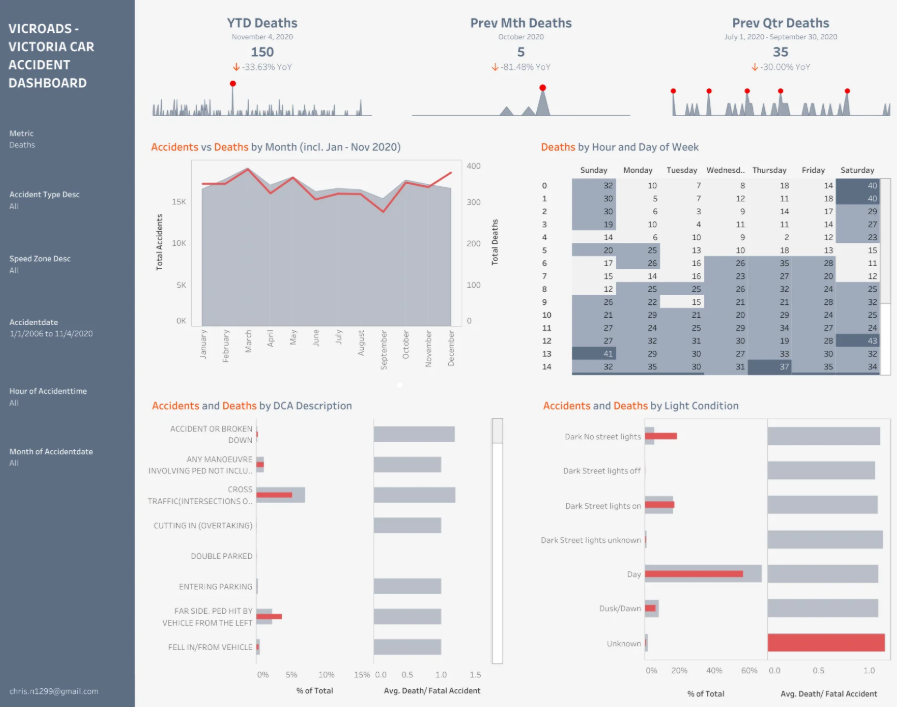 VICROADS -
VICTORIA CAR
ACCIDENT
DASHBOARD
Metric
Deaths
Accident Type Desc
All
Speed Zone Desc
All
Accidentdate
1/1/2006 to 11/4/2020
Hour of Accidenttime
All
Month of Accidentdate
All
chris.n1299@gmail.com
YTD Deaths
November 4, 2020
150
-33.63% YoY
Prev Mth Deaths
October 2020
5
-81.48% YoY
Prev Qtr Deaths
July 1, 2020 - September 30, 2020
35
-30.00% YoY
Accidents vs Deaths by Month (incl. Jan - Nov 2020)
Total Accidents
15K
10K
5K
0K
400
300
200
100
0
Total Deaths
January
February
March
April
May
June
July
August
September
October
November
December
Deaths by Hour and Day of Week
Sunday Monday Tuesday Wednesd.. Thursday Friday Saturday
0 32 10 7 8 18 14 40
1 30 5 7 12 11 18 40
2 30 6 3 9 14 17 29
3 19 10 4 11 11 14 27
4 14 6 10 9 2 12 23
5 20 25 13 10 18 13 15
6 17 26 16 26 35 28 11
7 15 14 16 23 27 20 12
8 12 25 25 26 32 24 25
9 26 22 15 21 21 28 32
10 21 29 21 20 29 24 25
11 27 24 25 29 34 27 24
12 27 32 31 30 19 28 43
13 41 29 30 27 33 30 32
14 32 35 30 31 37 35 34
Accidents and Deaths by DCA Description
ACCIDENT OR BROKEN
DOWN
ANY MANOEUVRE
INVOLVING PED NOT INCLU..
CROSS
TRAFFIC(INTERSECTIONS O..
CUTTING IN (OVERTAKING)
DOUBLE PARKED
ENTERING PARKING
FAR SIDE. PED HIT BY
VEHICLE FROM THE LEFT
FELL IN/FROM VEHICLE
0% 5% 10% 15% 0.0 0.5 1.0 1.5
% of Total Avg. Death/ Fatal Accident
Accidents and Deaths by Light Condition
Dark No street lights
Dark Street lights off
Dark Street lights on
Dark Street lights unknown
Day
Dusk/Dawn
Unknown
0% 20% 40% 60% 0.0 0.5 1.0
% of Total Avg. Death/ Fatal Accident